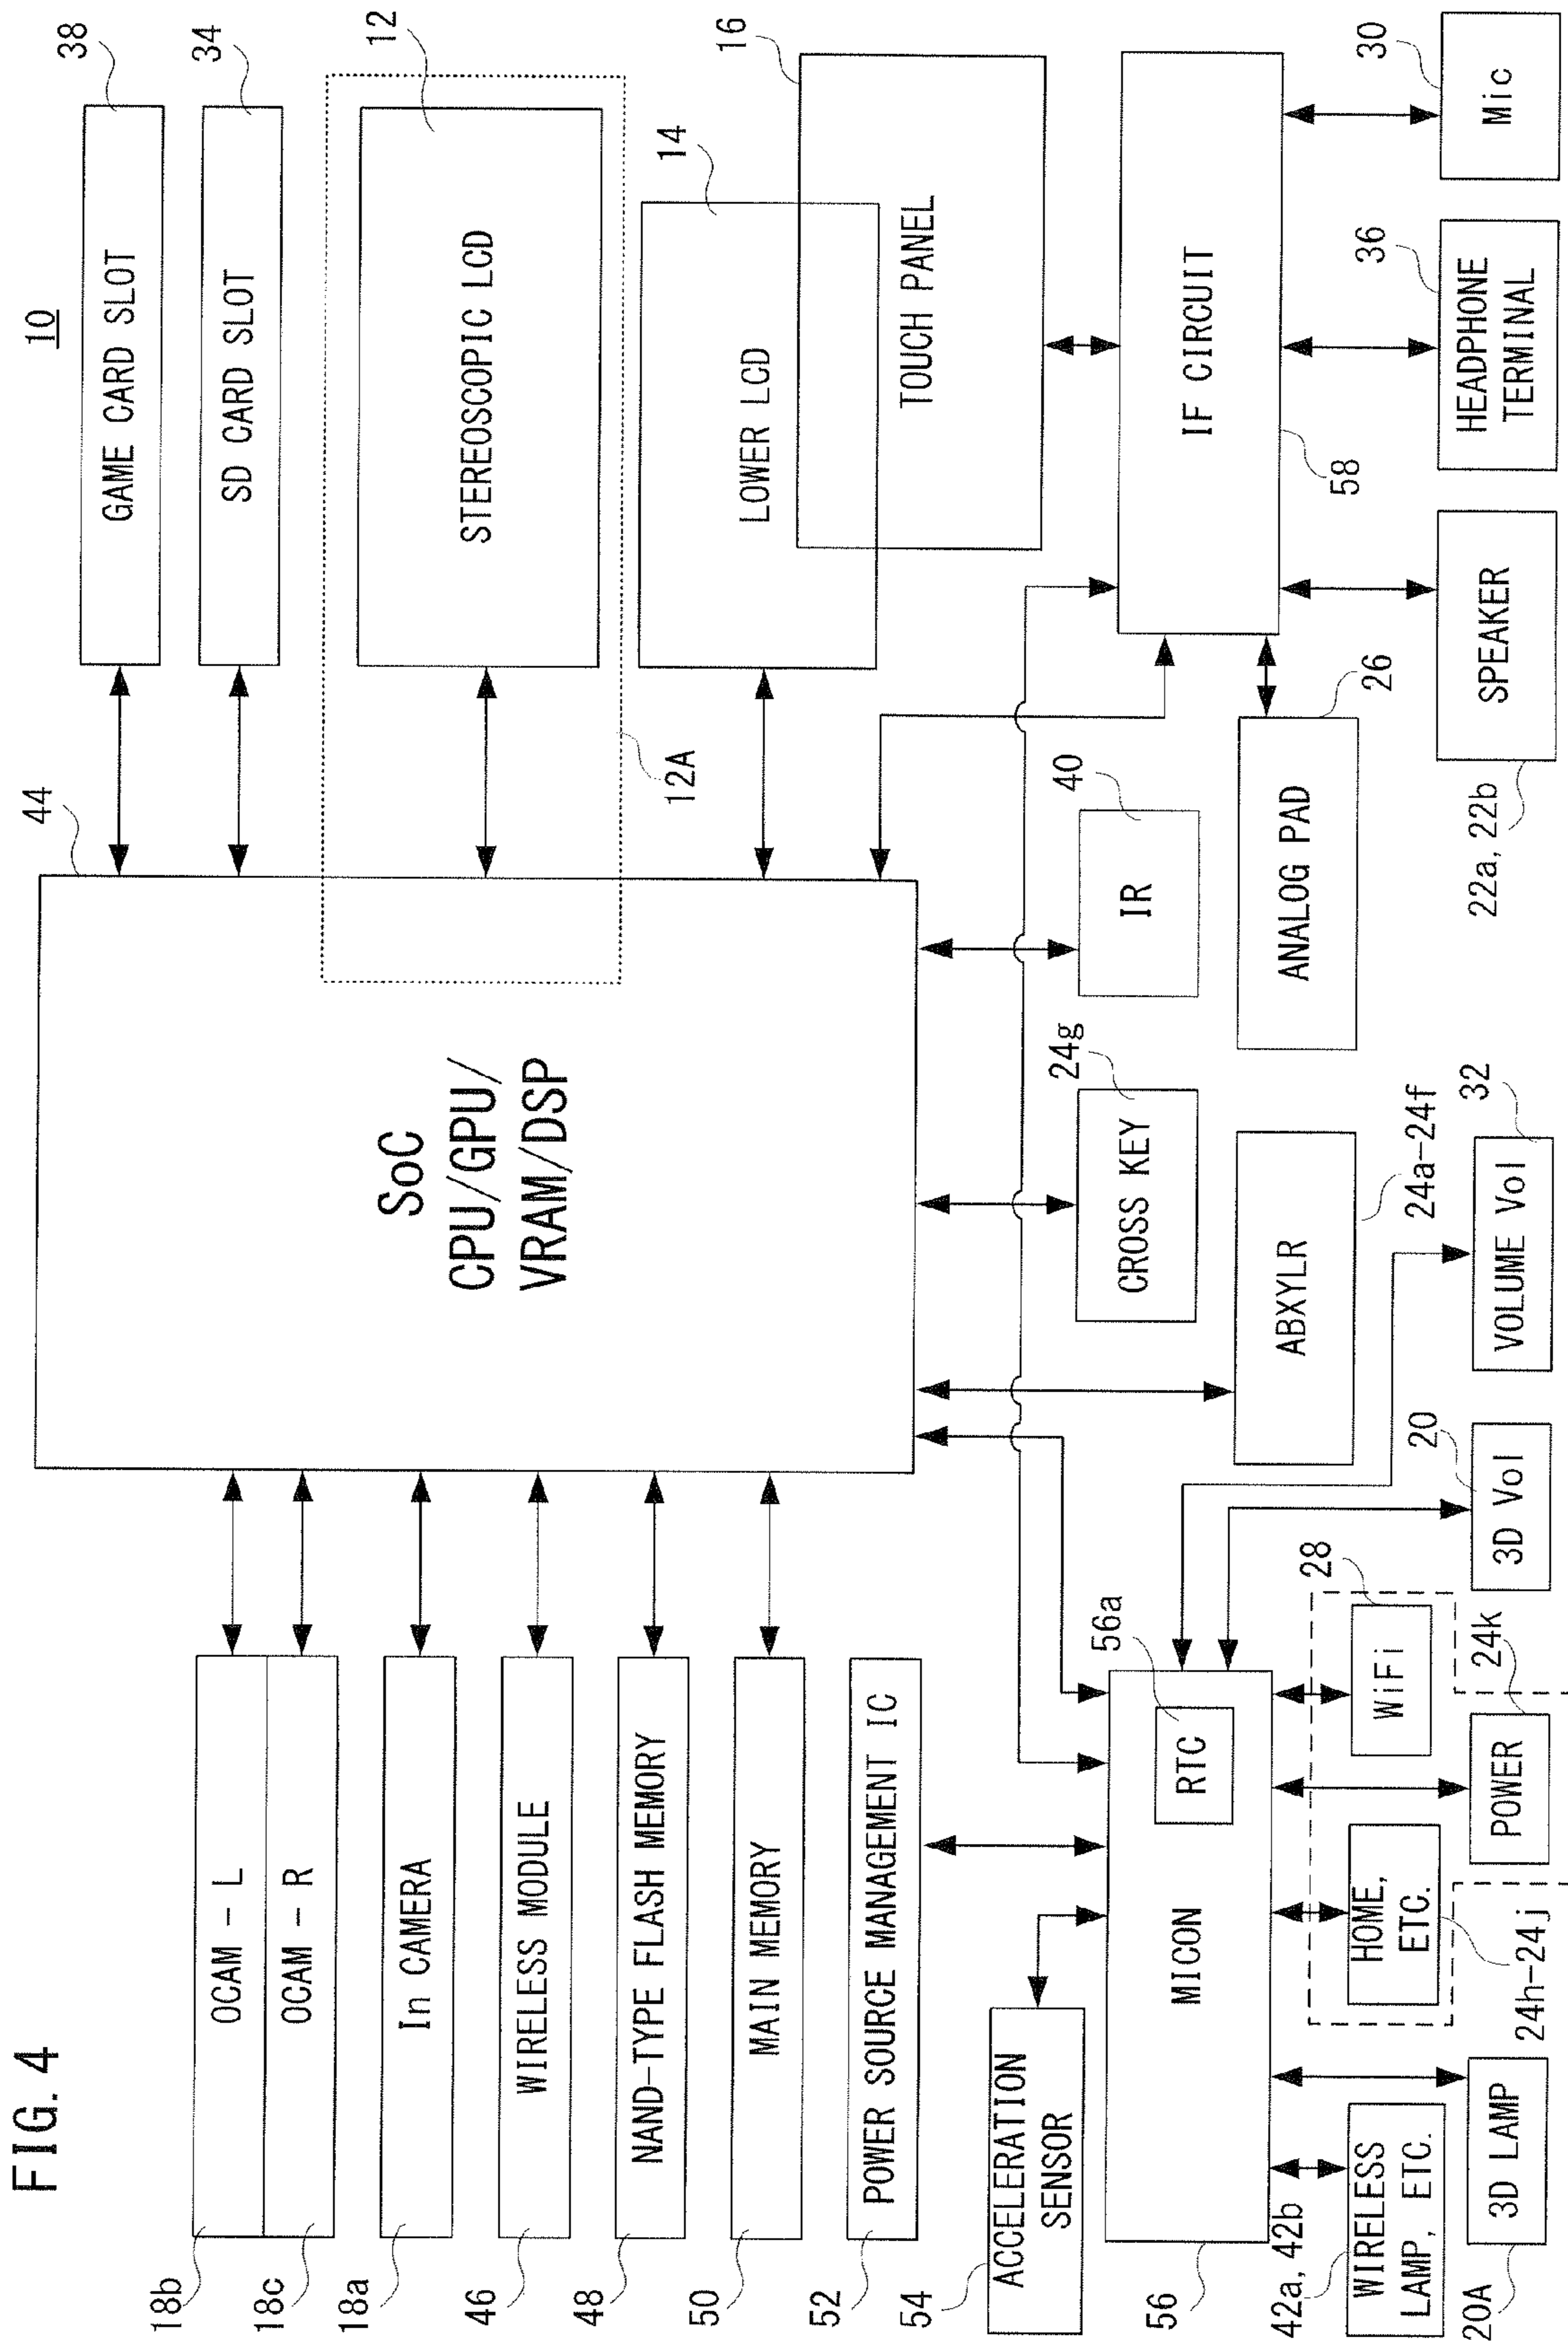 FIG. 4
10
18b
OCAM - L
18c
OCAM - R
18a
In CAMERA
46
WIRELESS MODULE
48
NAND-TYPE FLASH MEMORY
50
MAIN MEMORY
52
POWER SOURCE MANAGEMENT IC
44
SoC
CPU/GPU/
VRAM/DSP
GAME CARD SLOT
38
SD CARD SLOT
34
STEREOSCOPIC LCD
12
12A
LOWER LCD
14
TOUCH PANEL
16
54
ACCELERATION
SENSOR
56
MICON
RTC
56a
CROSS KEY
24g
IR
40
ABXYLR
24a-24f
ANALOG PAD
26
IF CIRCUIT
58
42a, 42b
WIRELESS
LAMP, ETC.
20A
3D LAMP
HOME,
ETC.
24h-24j
POWER
24k
WiFi
28
3D Vol
20
VOLUME Vol
32
SPEAKER
22a, 22b
HEADPHONE
TERMINAL
36
Mic
30